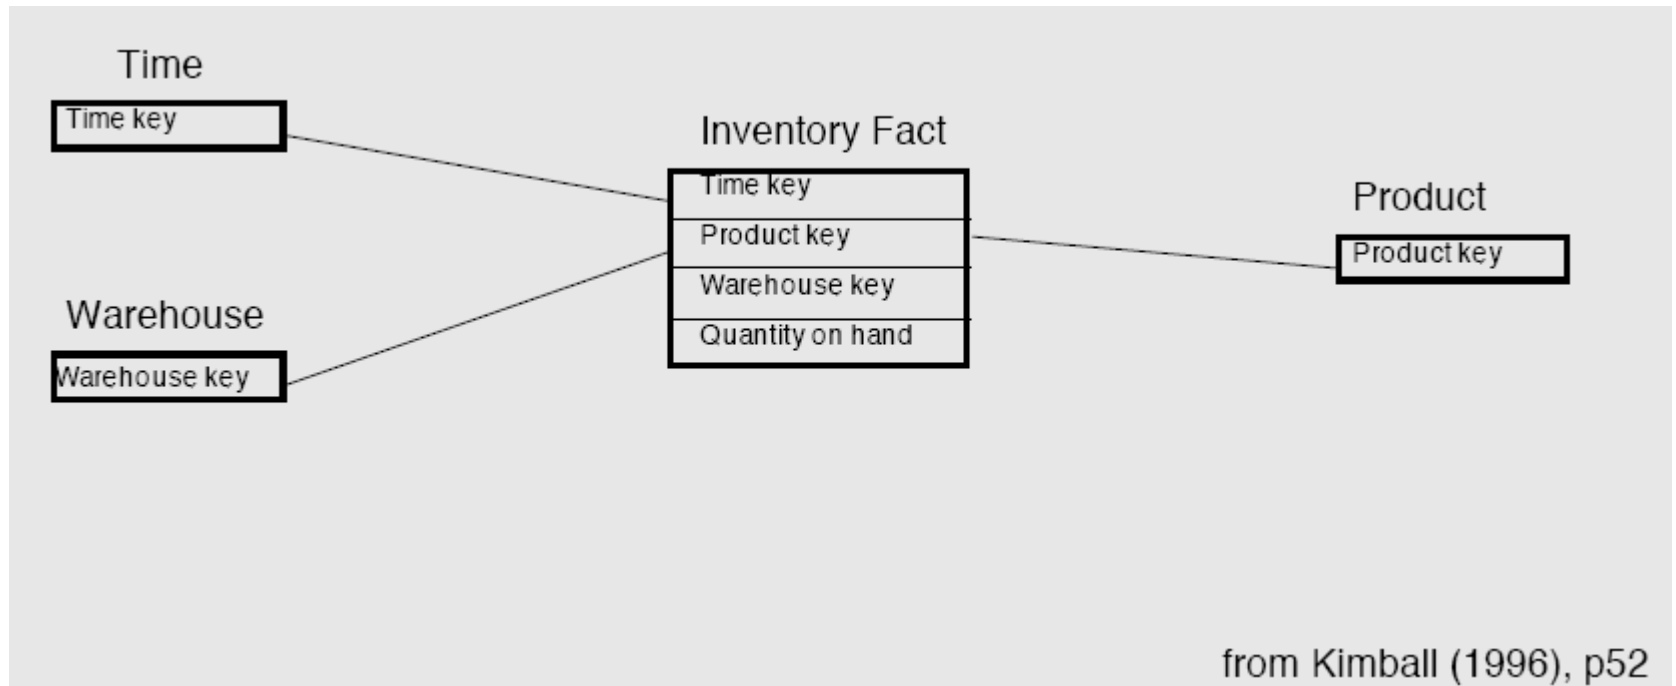 Time
Time key
Warehouse
Warehouse key
Inventory Fact
Time key
Product key
Warehouse key
Quantity on hand
Product
Product key
from Kimball (1996), p52